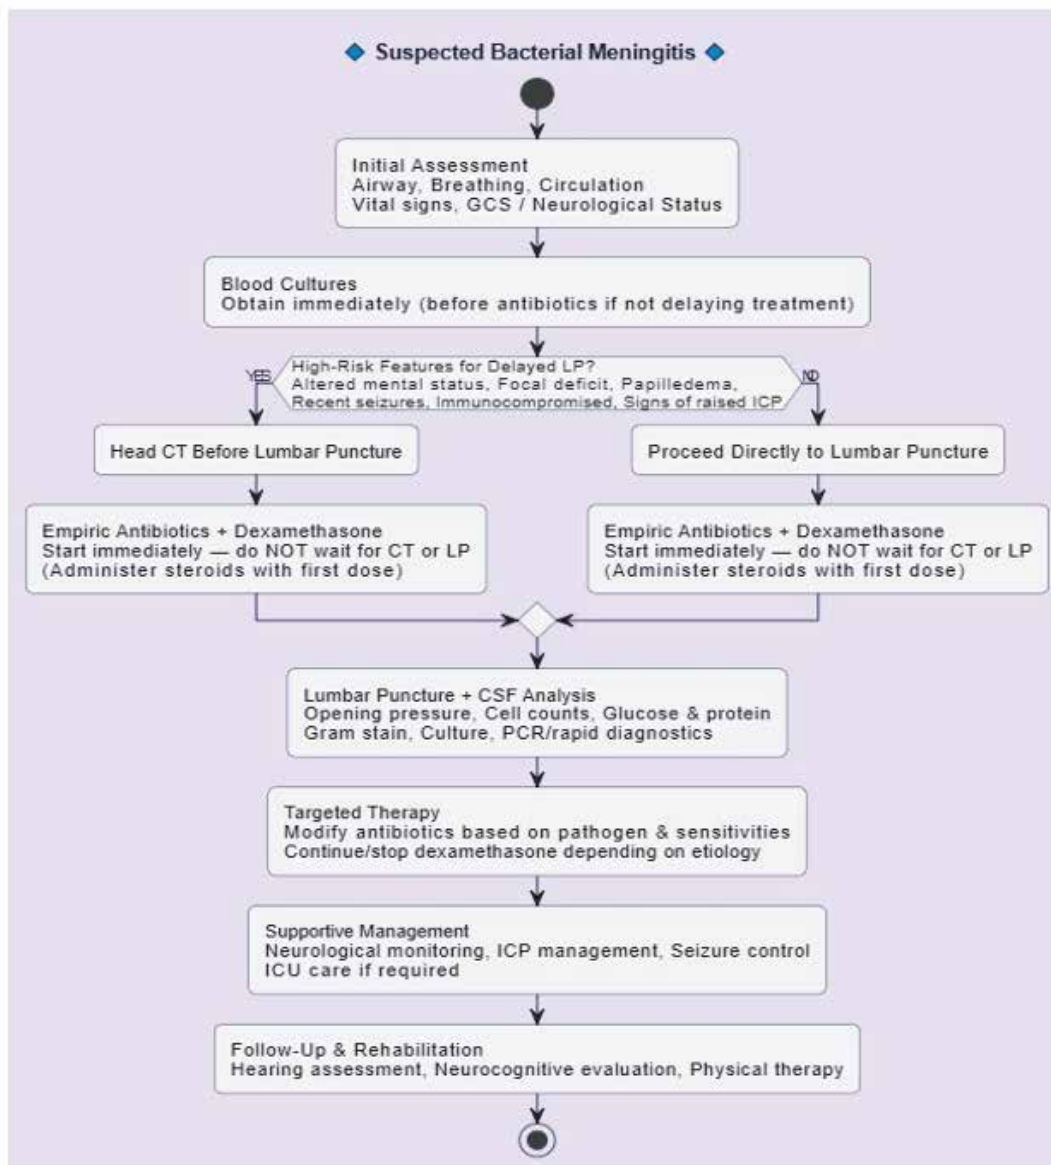 Suspected Bacterial Meningitis
Initial Assessment
Airway, Breathing, Circulation
Vital signs, GCS / Neurological Status
Blood Cultures
Obtain immediately (before antibiotics if not delaying treatment)
High-Risk Features for Delayed LP?
Altered mental status, Focal deficit, Papilledema,
Recent seizures, Immunocompromised, Signs of raised ICP
YES
NO
Head CT Before Lumbar Puncture
Proceed Directly to Lumbar Puncture
Empiric Antibiotics + Dexamethasone
Start immediately — do NOT wait for CT or LP
(Administer steroids with first dose)
Empiric Antibiotics + Dexamethasone
Start immediately — do NOT wait for CT or LP
(Administer steroids with first dose)
Lumbar Puncture + CSF Analysis
Opening pressure, Cell counts, Glucose & protein
Gram stain, Culture, PCR/rapid diagnostics
Targeted Therapy
Modify antibiotics based on pathogen & sensitivities
Continue/stop dexamethasone depending on etiology
Supportive Management
Neurological monitoring, ICP management, Seizure control
ICU care if required
Follow-Up & Rehabilitation
Hearing assessment, Neurocognitive evaluation, Physical therapy